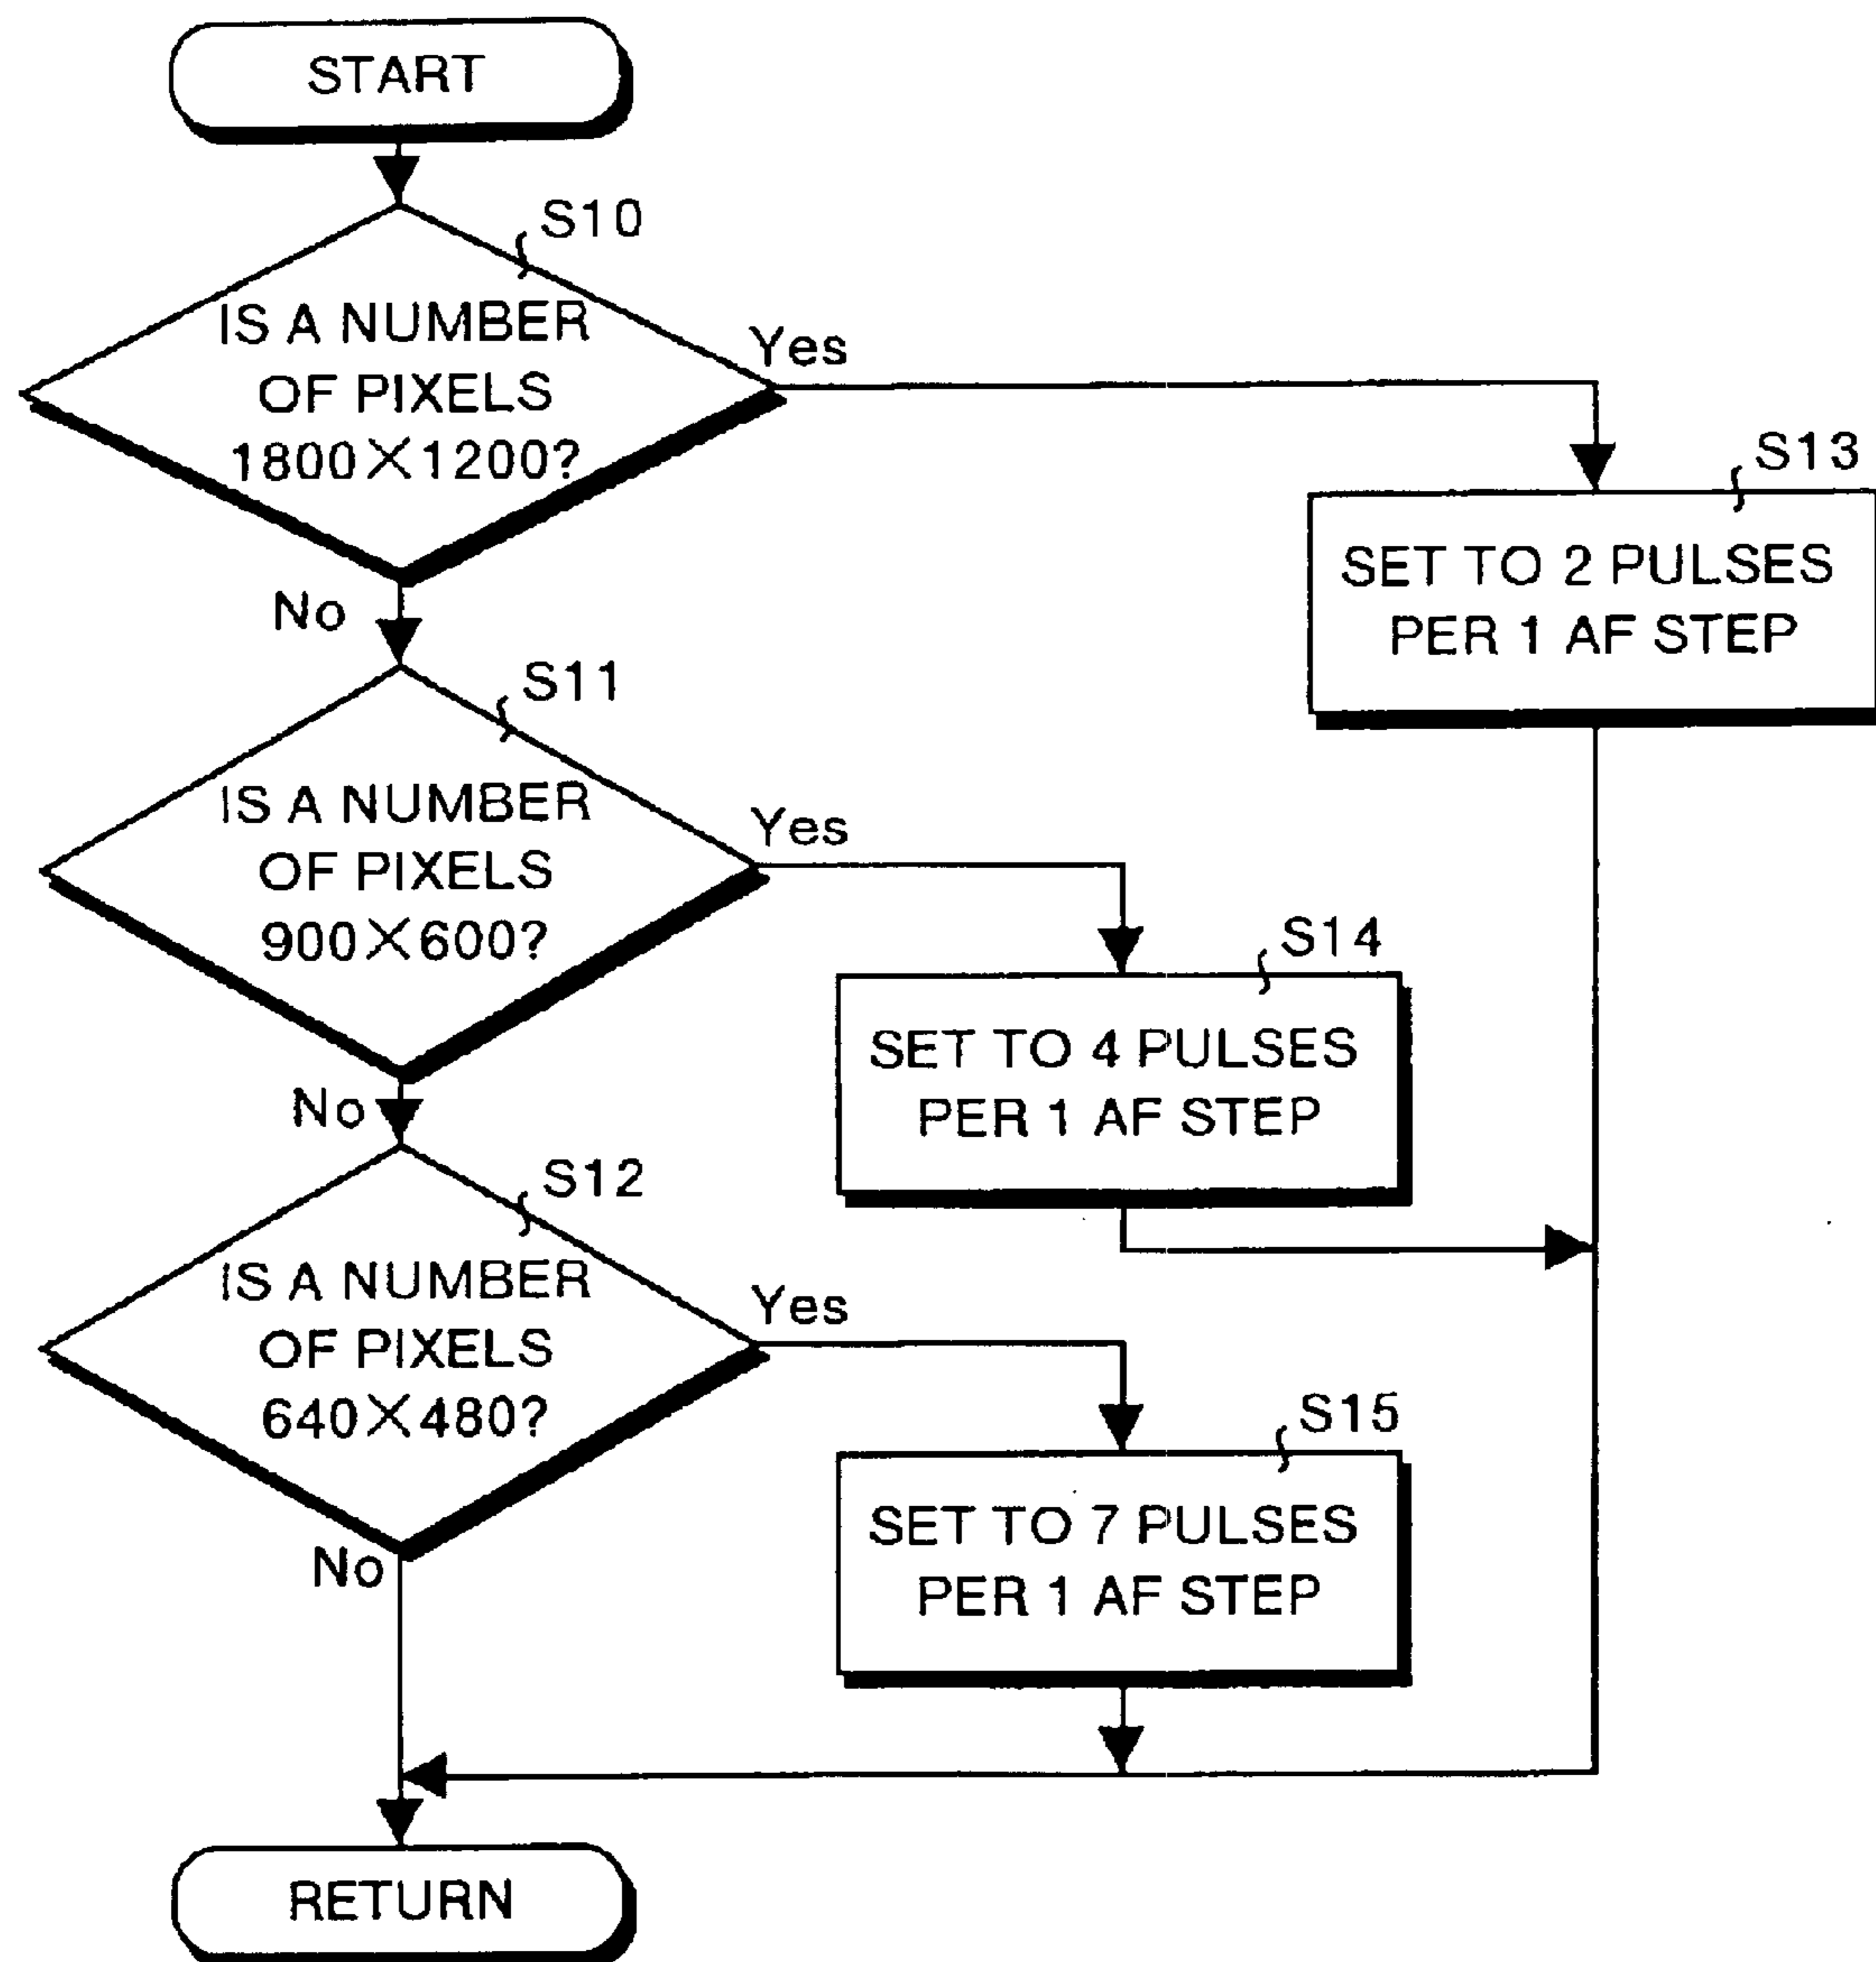 START
S10
IS A NUMBER
OF PIXELS
1800×1200?
Yes
No
S13
SET TO 2 PULSES
PER 1 AF STEP
S11
IS A NUMBER
OF PIXELS
900×600?
Yes
No
S14
SET TO 4 PULSES
PER 1 AF STEP
S12
IS A NUMBER
OF PIXELS
640×480?
Yes
No
S15
SET TO 7 PULSES
PER 1 AF STEP
RETURN